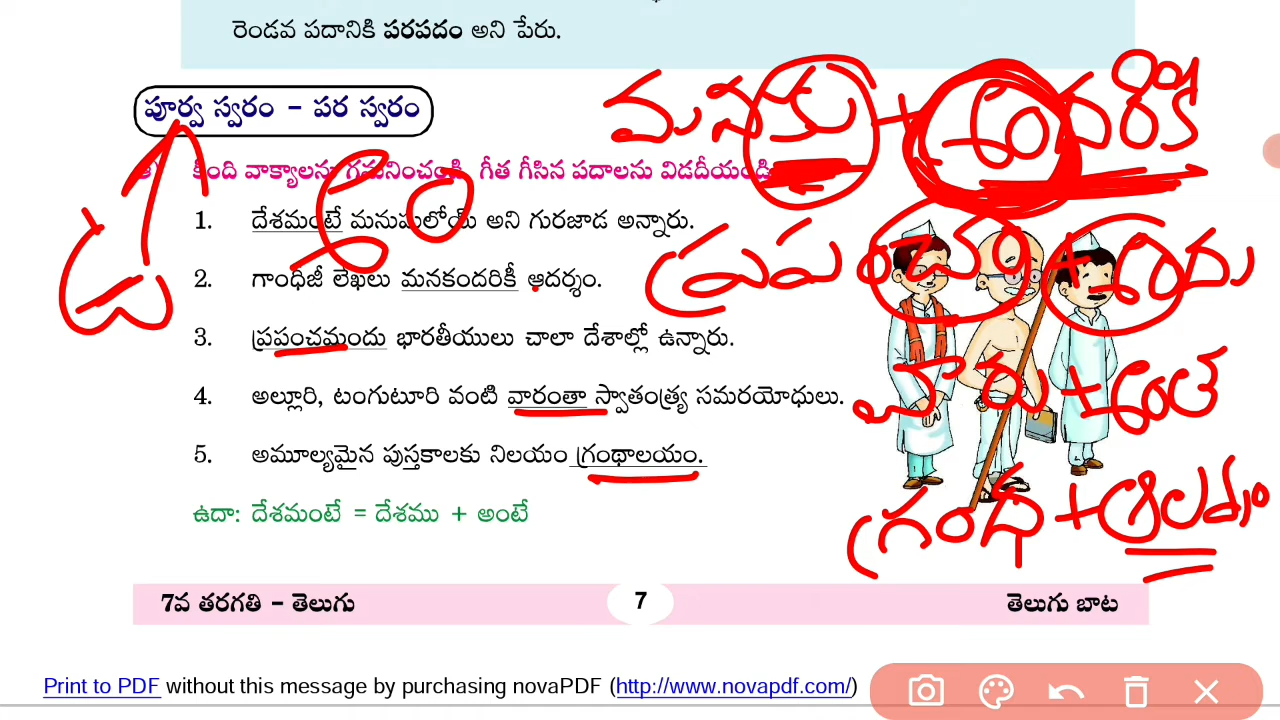 రెండవ పదానికి పరపదం అని పేరు.
పూర్వ స్వరం – పర స్వరం
మనకు + అందరికీ
కింది వాక్యాలను గమనించండి. గీత గీసిన పదాలను విడదీయండి.
1. దేశమంటే మనుషులోయ్ అని గురజాడ అన్నారు.
ప్రపంచము + అందు
2. గాంధిజీ లేఖలు మనకందరికీ ఆదర్శం.
3. ప్రపంచమందు భారతీయులు చాలా దేశాల్లో ఉన్నారు.
వారు + అంత
4. అల్లూరి, టంగుటూరి వంటి వారంతా స్వాతంత్ర్య సమరయోధులు.
5. అమూల్యమైన పుస్తకాలకు నిలయం గ్రంథాలయం.
గ్రంధ + ఆలయం
ఉదా: దేశమంటే = దేశము + అంటే
7వ తరగతి – తెలుగు 7 తెలుగు బాట
Print to PDF without this message by purchasing novaPDF (http://www.novapdf.com/)